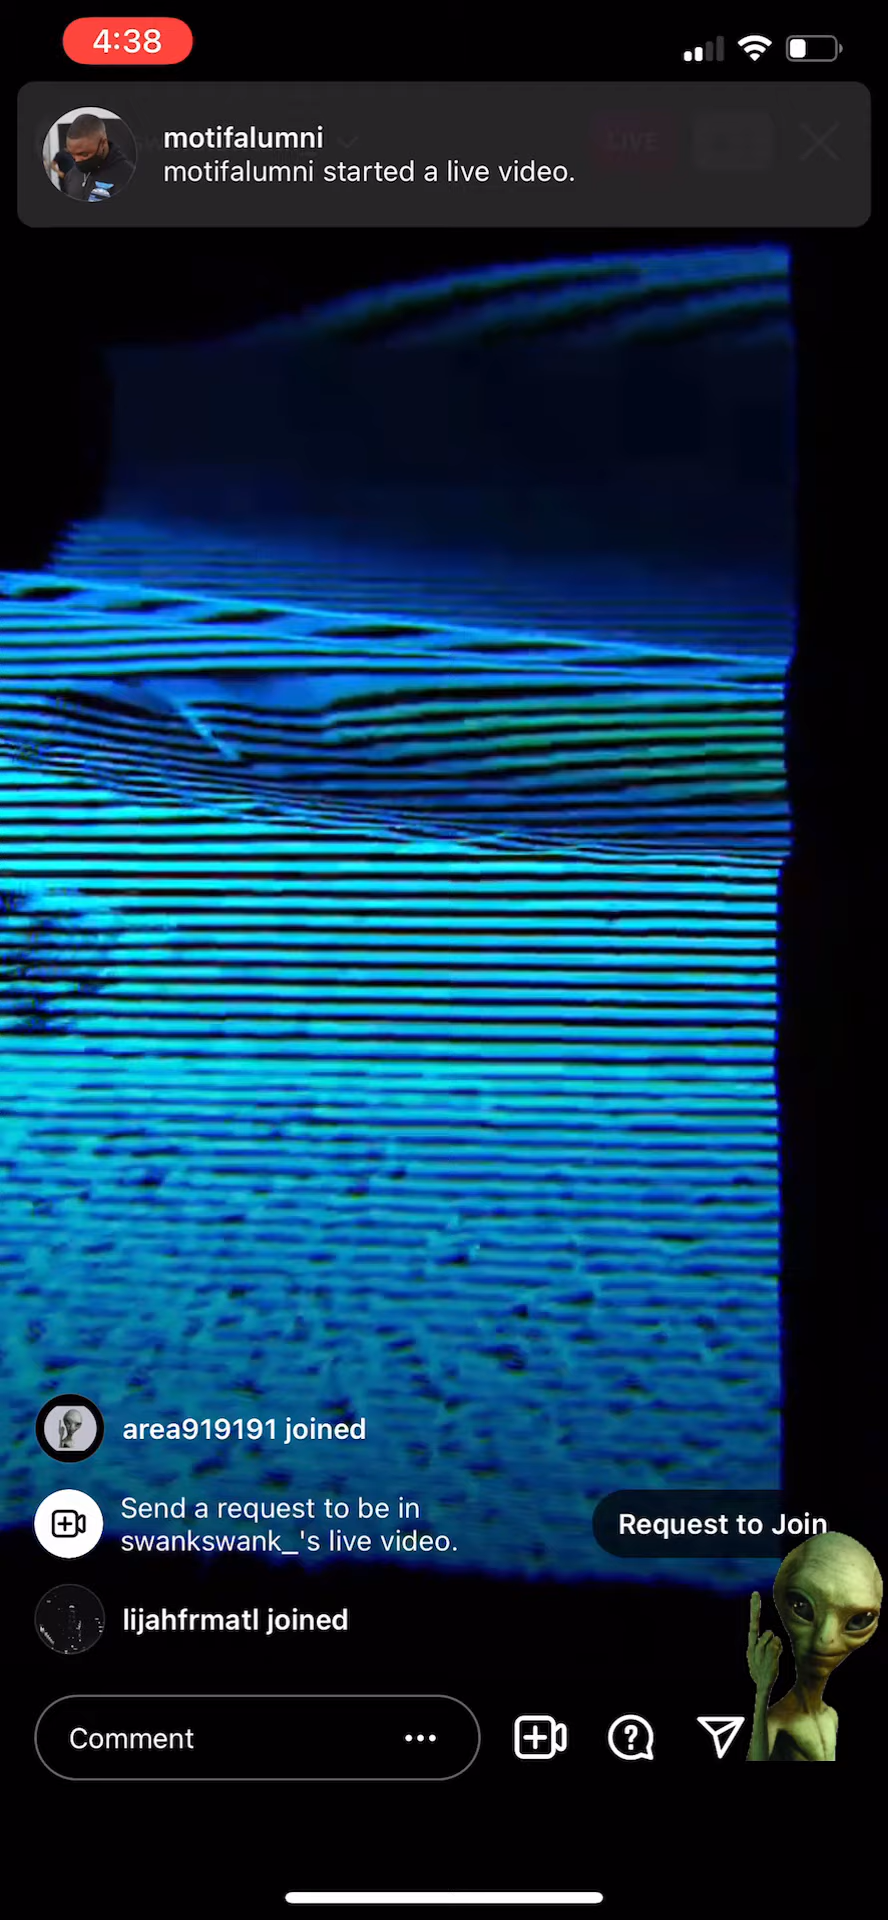 4:38
motifalumni
LIVE
motifalumni started a live video.
area919191 joined
Send a request to be in
swankswank_'s live video.
Request to Join
lijahfrmatl joined
Comment